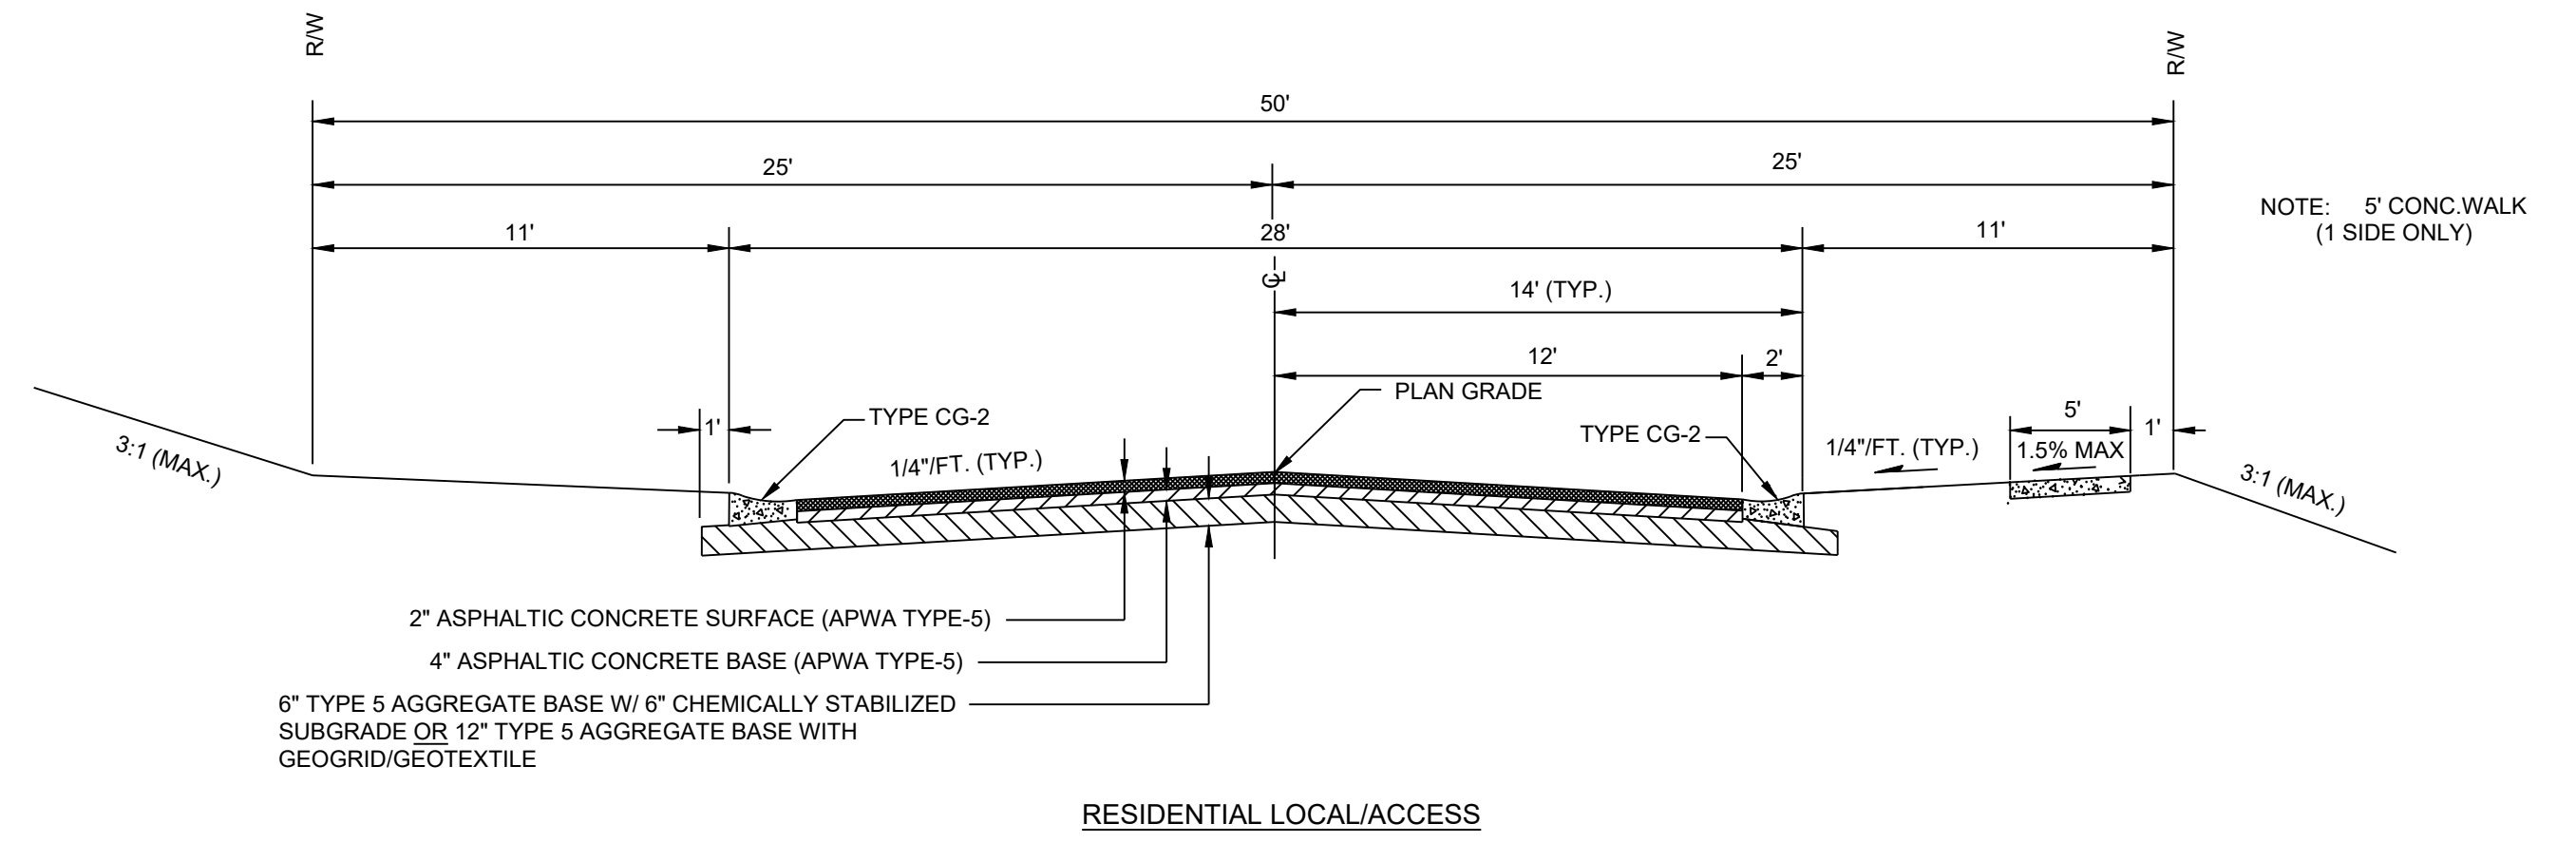 R/W
R/W
50'
25'
25'
NOTE: 5' CONC.WALK
(1 SIDE ONLY)
11'
28'
11'
CL
14' (TYP.)
12'
2'
PLAN GRADE
TYPE CG-2
1'
TYPE CG-2
5'
1'
3:1 (MAX.)
1/4"/FT. (TYP.)
1/4"/FT. (TYP.)
1.5% MAX
3:1 (MAX.)
2" ASPHALTIC CONCRETE SURFACE (APWA TYPE-5)
4" ASPHALTIC CONCRETE BASE (APWA TYPE-5)
6" TYPE 5 AGGREGATE BASE W/ 6" CHEMICALLY STABILIZED
SUBGRADE OR 12" TYPE 5 AGGREGATE BASE WITH
GEOGRID/GEOTEXTILE
RESIDENTIAL LOCAL/ACCESS